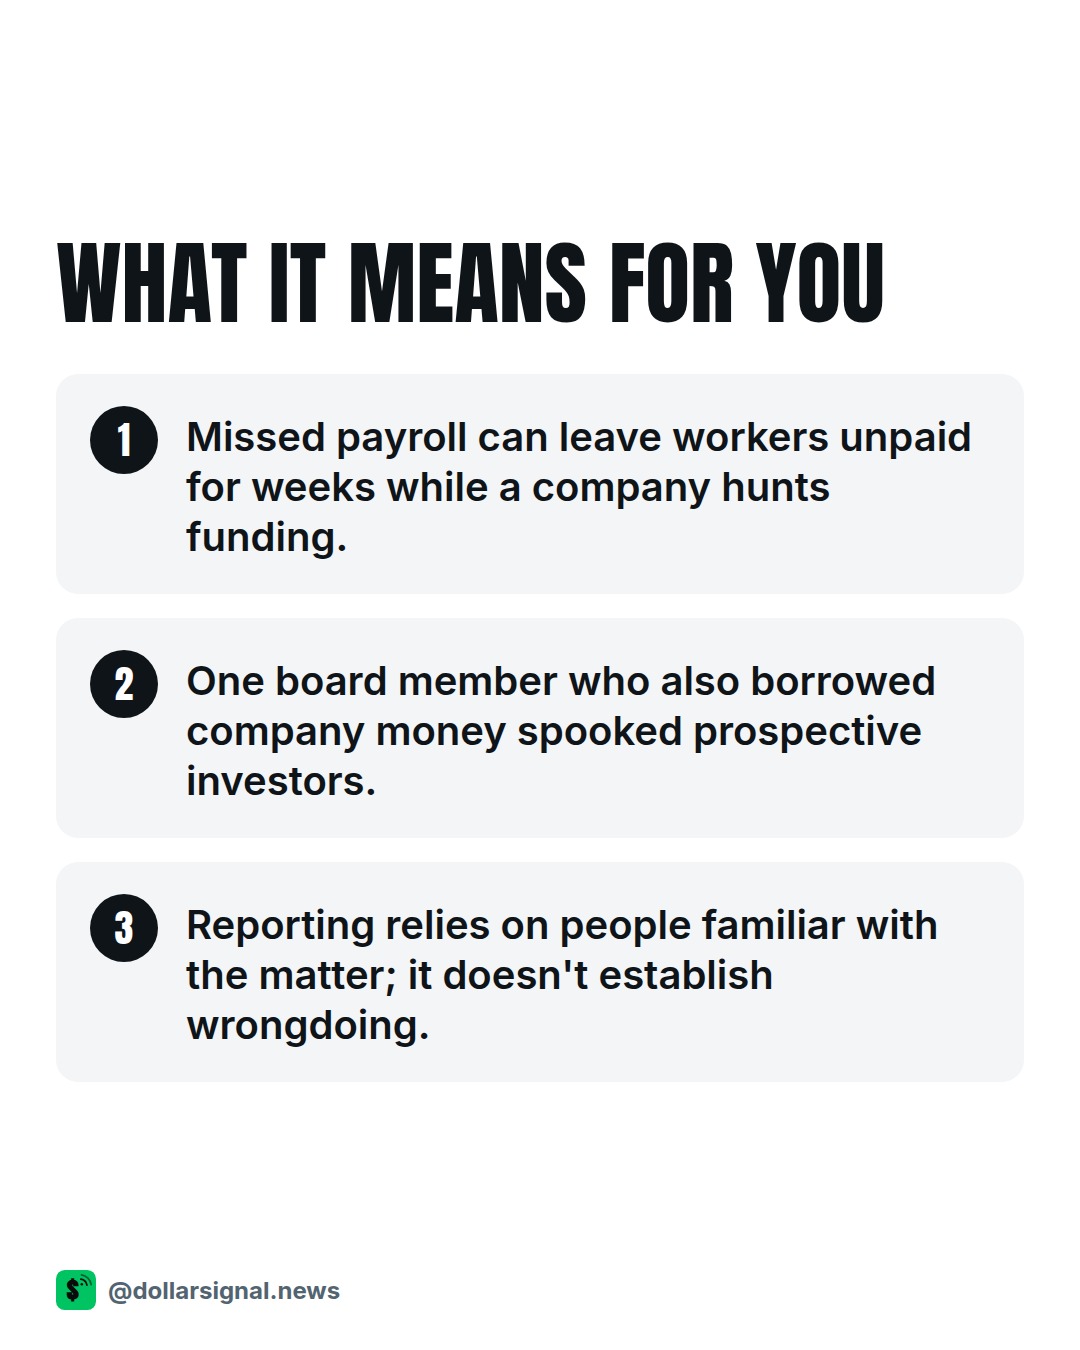 WHAT IT MEANS FOR YOU
1
Missed payroll can leave workers unpaid
for weeks while a company hunts
funding.
2
One board member who also borrowed
company money spooked prospective
investors.
3
Reporting relies on people familiar with
the matter; it doesn't establish
wrongdoing.
$
@dollarsignal.news